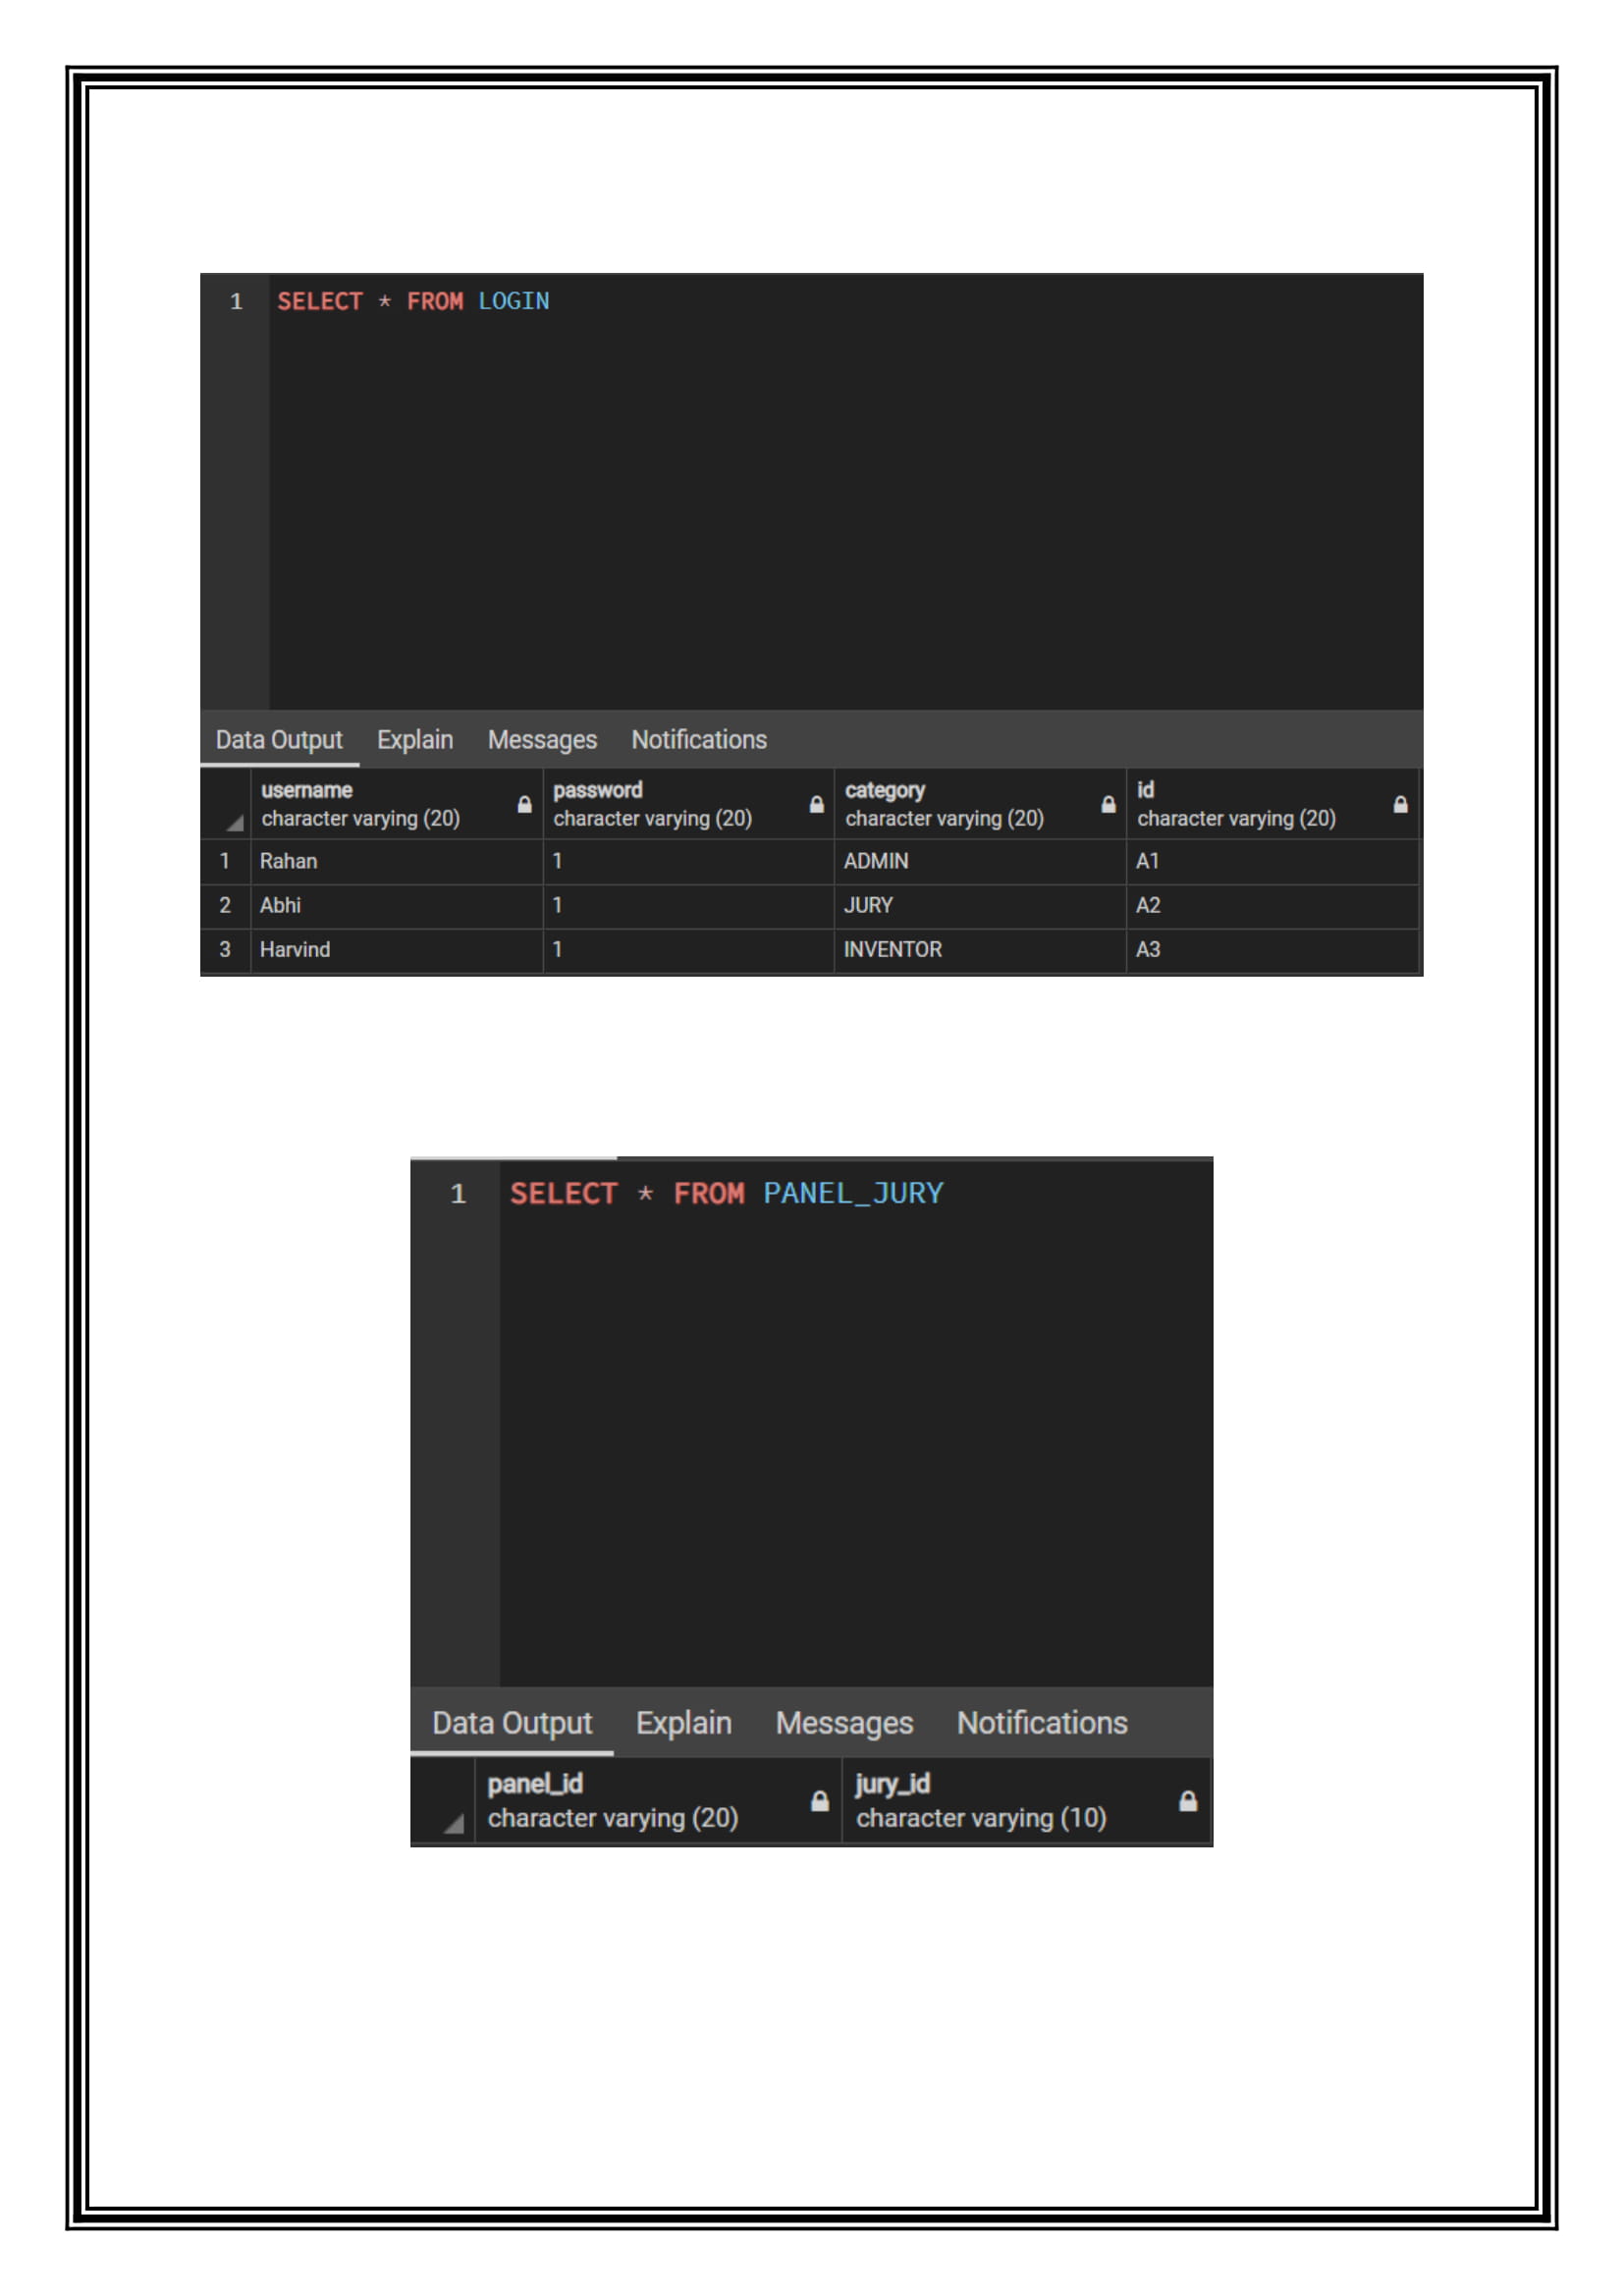 1 SELECT * FROM LOGIN
Data Output Explain Messages Notifications
username password category id
character varying (20) character varying (20) character varying (20) character varying (20)
1 Rahan 1 ADMIN A1
2 Abhi 1 JURY A2
3 Harvind 1 INVENTOR A3
1 SELECT * FROM PANEL_JURY
Data Output Explain Messages Notifications
panel_id jury_id
character varying (20) character varying (10)